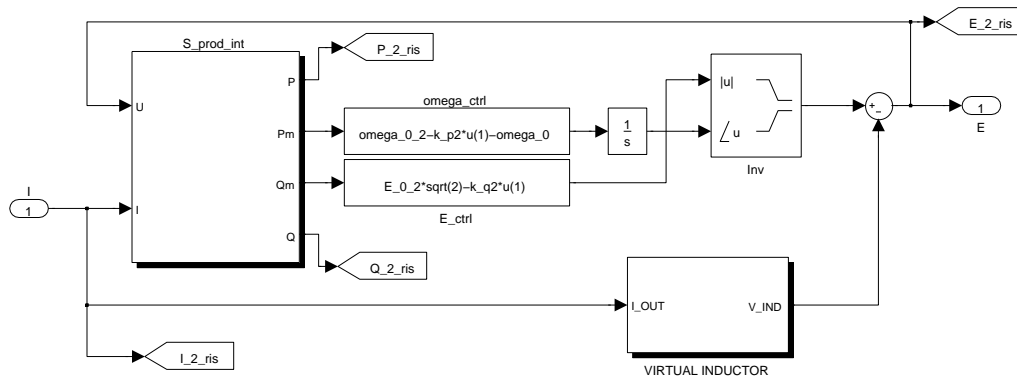 E_2_ris
S_prod_int
P_2_ris
P
omega_ctrl
|u|
U
1
s
+
−
1
E
Pm
omega_0_2−k_p2*u(1)−omega_0
∠ u
Inv
Qm
E_0_2*sqrt(2)−k_q2*u(1)
I
1
I
E_ctrl
Q
Q_2_ris
I_OUT
V_IND
I_2_ris
VIRTUAL INDUCTOR